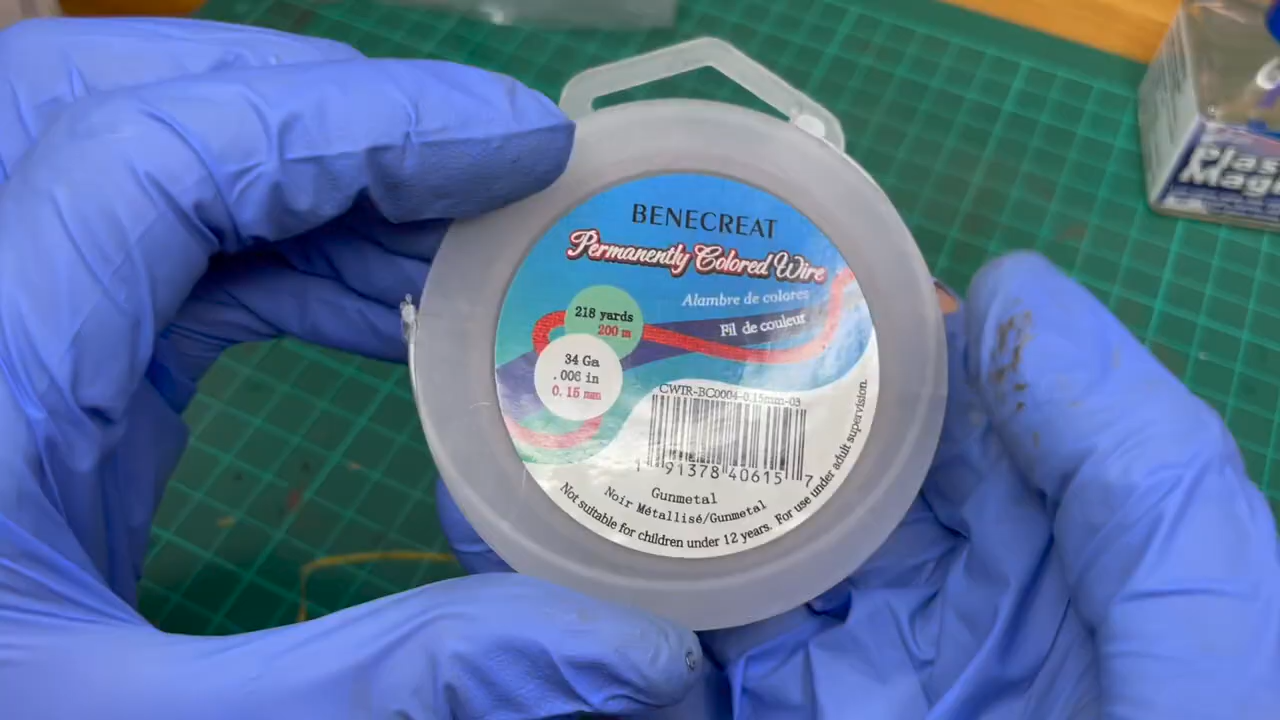 BENECREAT
Permanently Colored Wire
Alambre de colores
Fil de couleur
218 yards
200 m
34 Ga
.006 in
0.15 mm
CWIR-BC0004-0.15mm-03
1 91378 40615 7
Gunmetal
Noir Métallisé/Gunmetal
Not suitable for children under 12 years. For use under adult supervision.
Plas
Magi